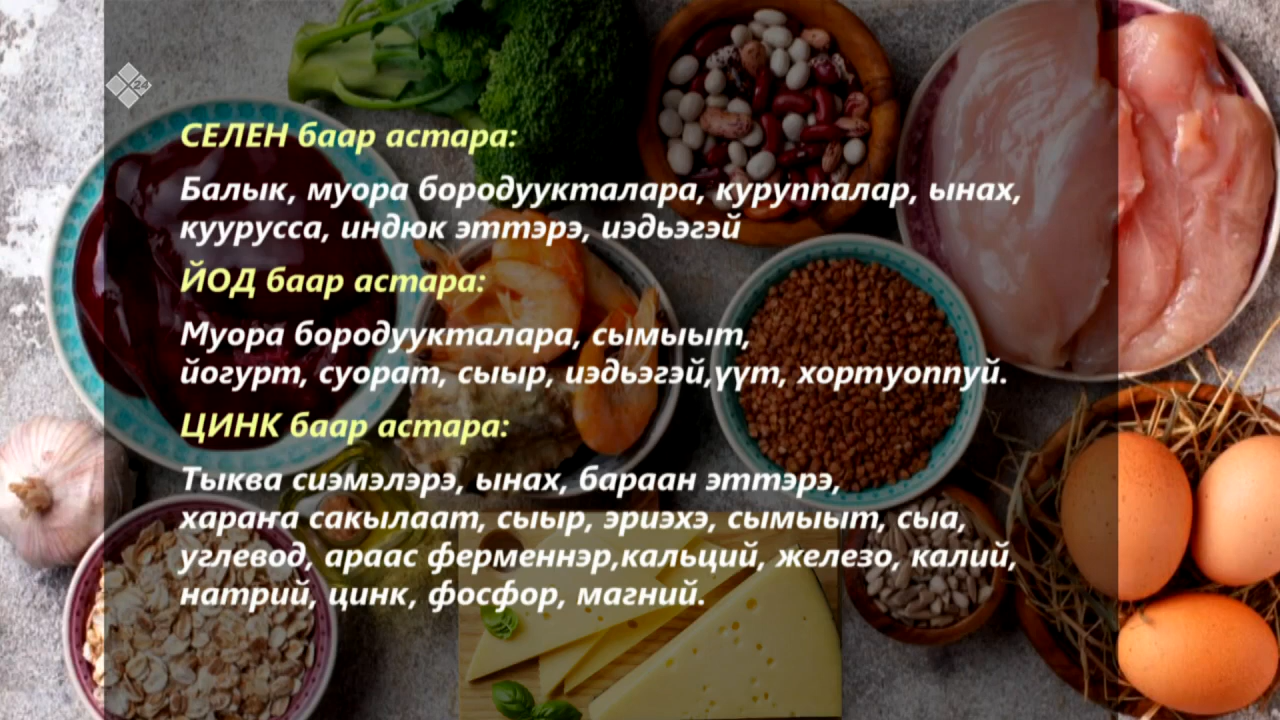 24
СЕЛЕН баар астара:
Балык, муора бородуукталара, куруппалар, ынах,
куурусса, индюк эттэрэ, иэдьэгэй
ЙОД баар астара:
Муора бородуукталара, сымыыт,
йогурт, суорат, сыыр, иэдьэгэй,үүт, хортуоппуй.
ЦИНК баар астара:
Тыква сиэмэлэрэ, ынах, бараан эттэрэ,
хараҥа сакылаат, сыыр, эриэхэ, сымыыт, сыа,
углевод, араас ферменнэр,кальций, железо, калий,
натрий, цинк, фосфор, магний.